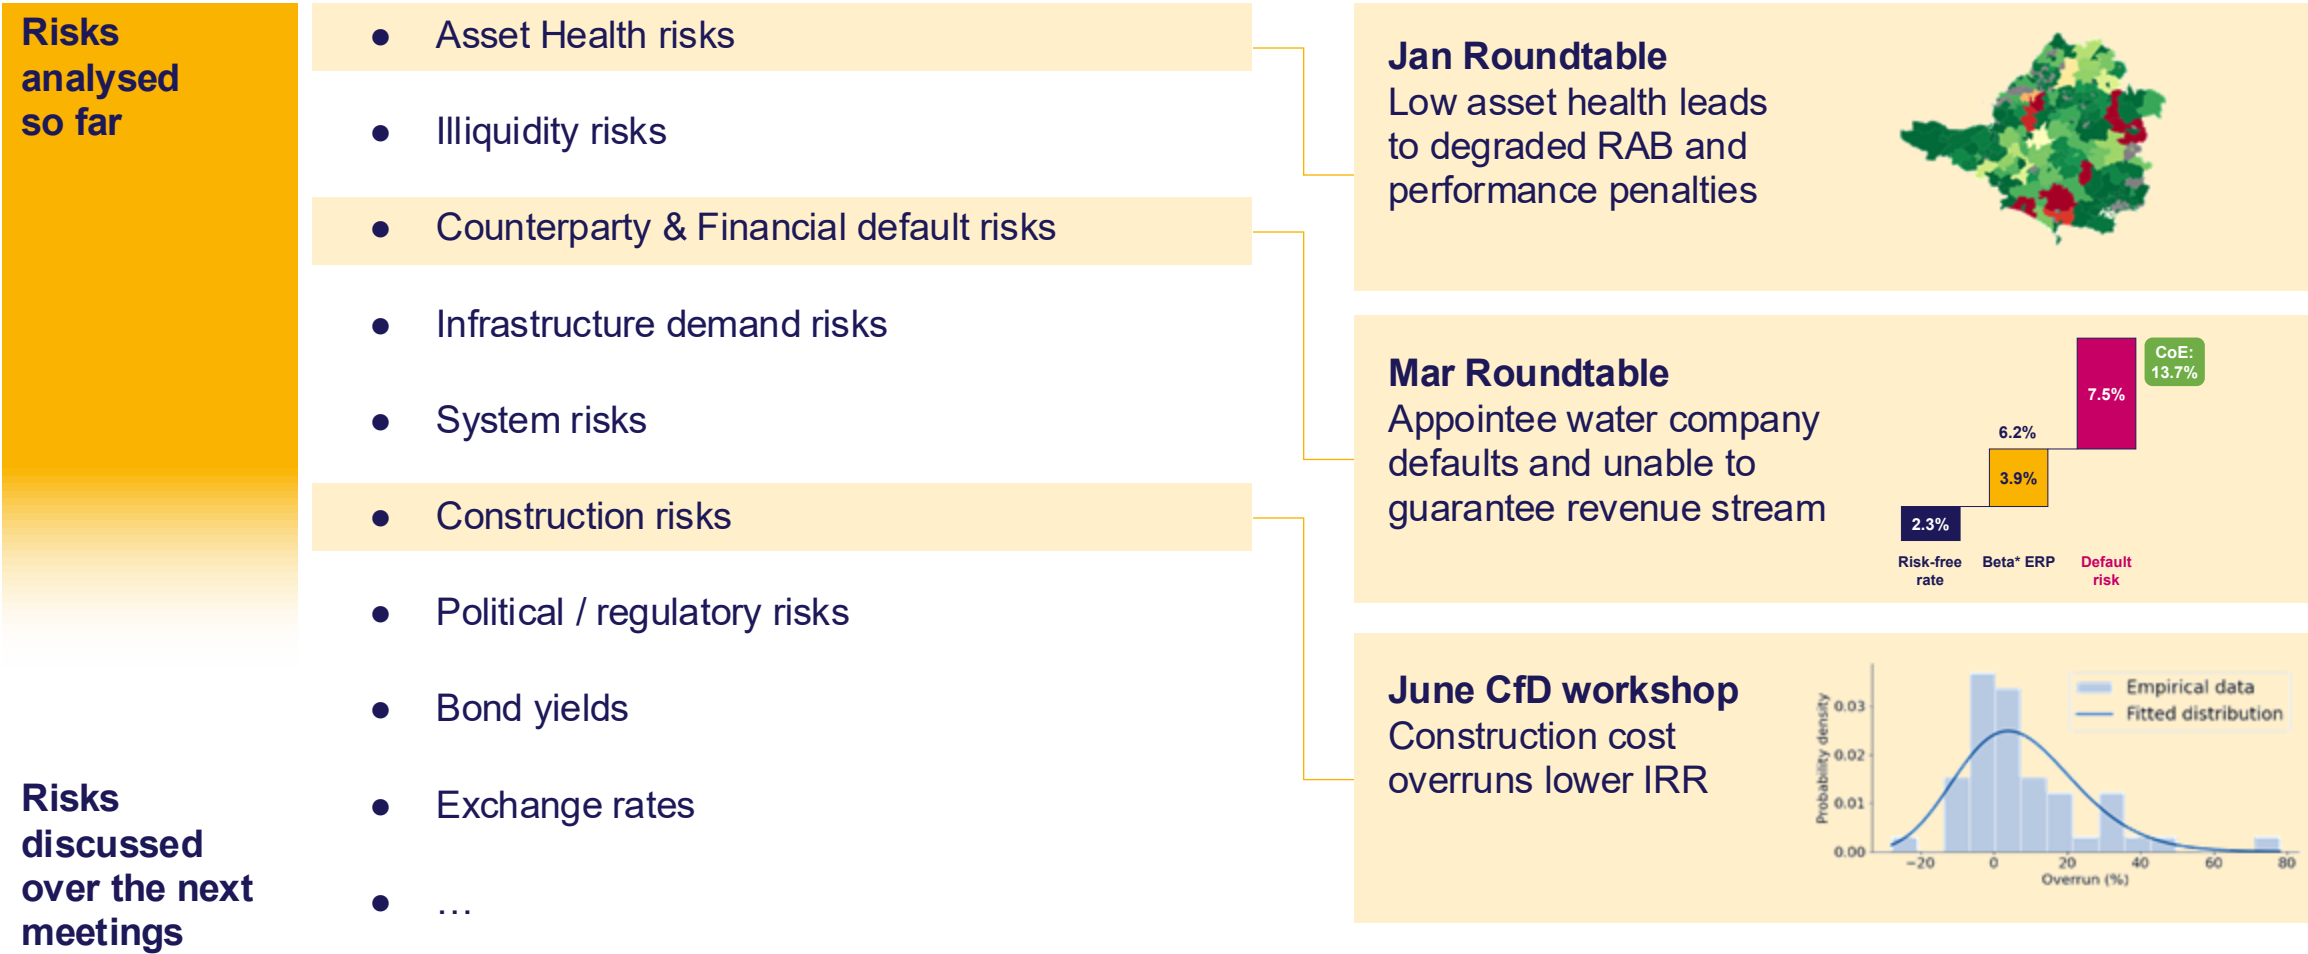 Risks
analysed
so far
● Asset Health risks
● Illiquidity risks
● Counterparty & Financial default risks
● Infrastructure demand risks
● System risks
● Construction risks
● Political / regulatory risks
● Bond yields
● Exchange rates
● …
Risks
discussed
over the next
meetings
Jan Roundtable
Low asset health leads
to degraded RAB and
performance penalties
Mar Roundtable
Appointee water company
defaults and unable to
guarantee revenue stream
CoE:
13.7%
7.5%
6.2%
3.9%
2.3%
Risk-free
rate
Beta* ERP
Default
risk
June CfD workshop
Construction cost
overruns lower IRR
Empirical data
Fitted distribution
Probability density
0.03
0.02
0.01
0.00
−20 0 20 40 60 80
Overrun (%)